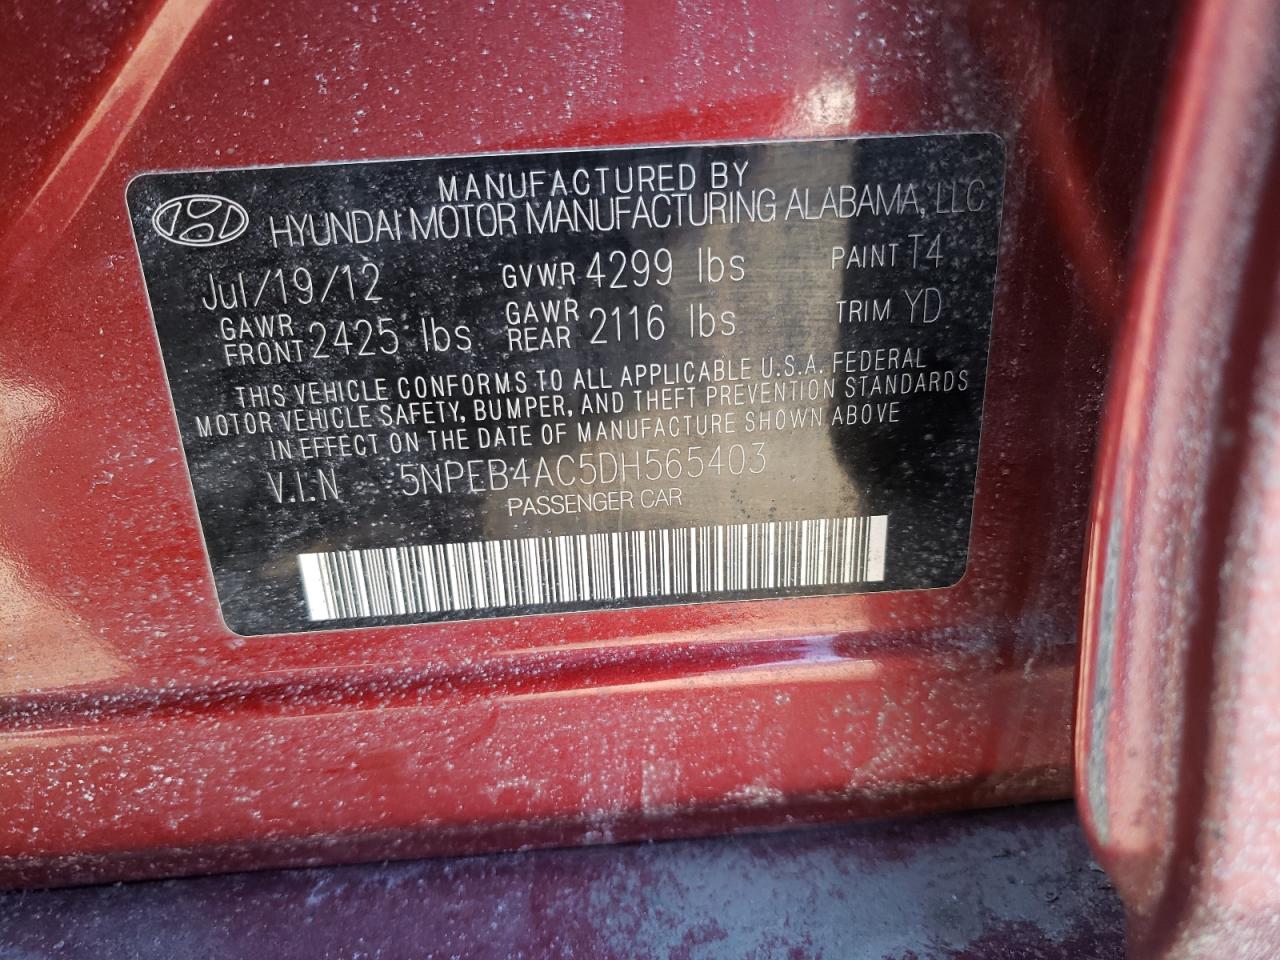 MANUFACTURED BY
HYUNDAI MOTOR MANUFACTURING ALABAMA, LLC
Jul/19/12 GVWR 4299 lbs PAINT T4
GAWR FRONT 2425 lbs GAWR REAR 2116 lbs TRIM YD
THIS VEHICLE CONFORMS TO ALL APPLICABLE U.S.A. FEDERAL
MOTOR VEHICLE SAFETY, BUMPER, AND THEFT PREVENTION STANDARDS
IN EFFECT ON THE DATE OF MANUFACTURE SHOWN ABOVE
V.I.N 5NPEB4AC5DH565403
PASSENGER CAR